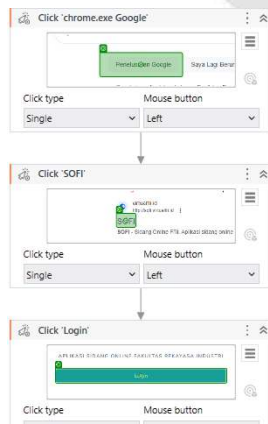 Click 'chrome.exe Google'
Penelusuran Google Saya Lagi Berun
Click type Mouse button
Single Left
Click 'SOFI'
SOFI
SOFI - Sidang Online FTII, Aplikasi sidang online
Click type Mouse button
Single Left
Click 'Login'
APLIKASI SIDANG ONLINE FAKULTAS REKAYASA INDUSTRI
Login
Click type Mouse button